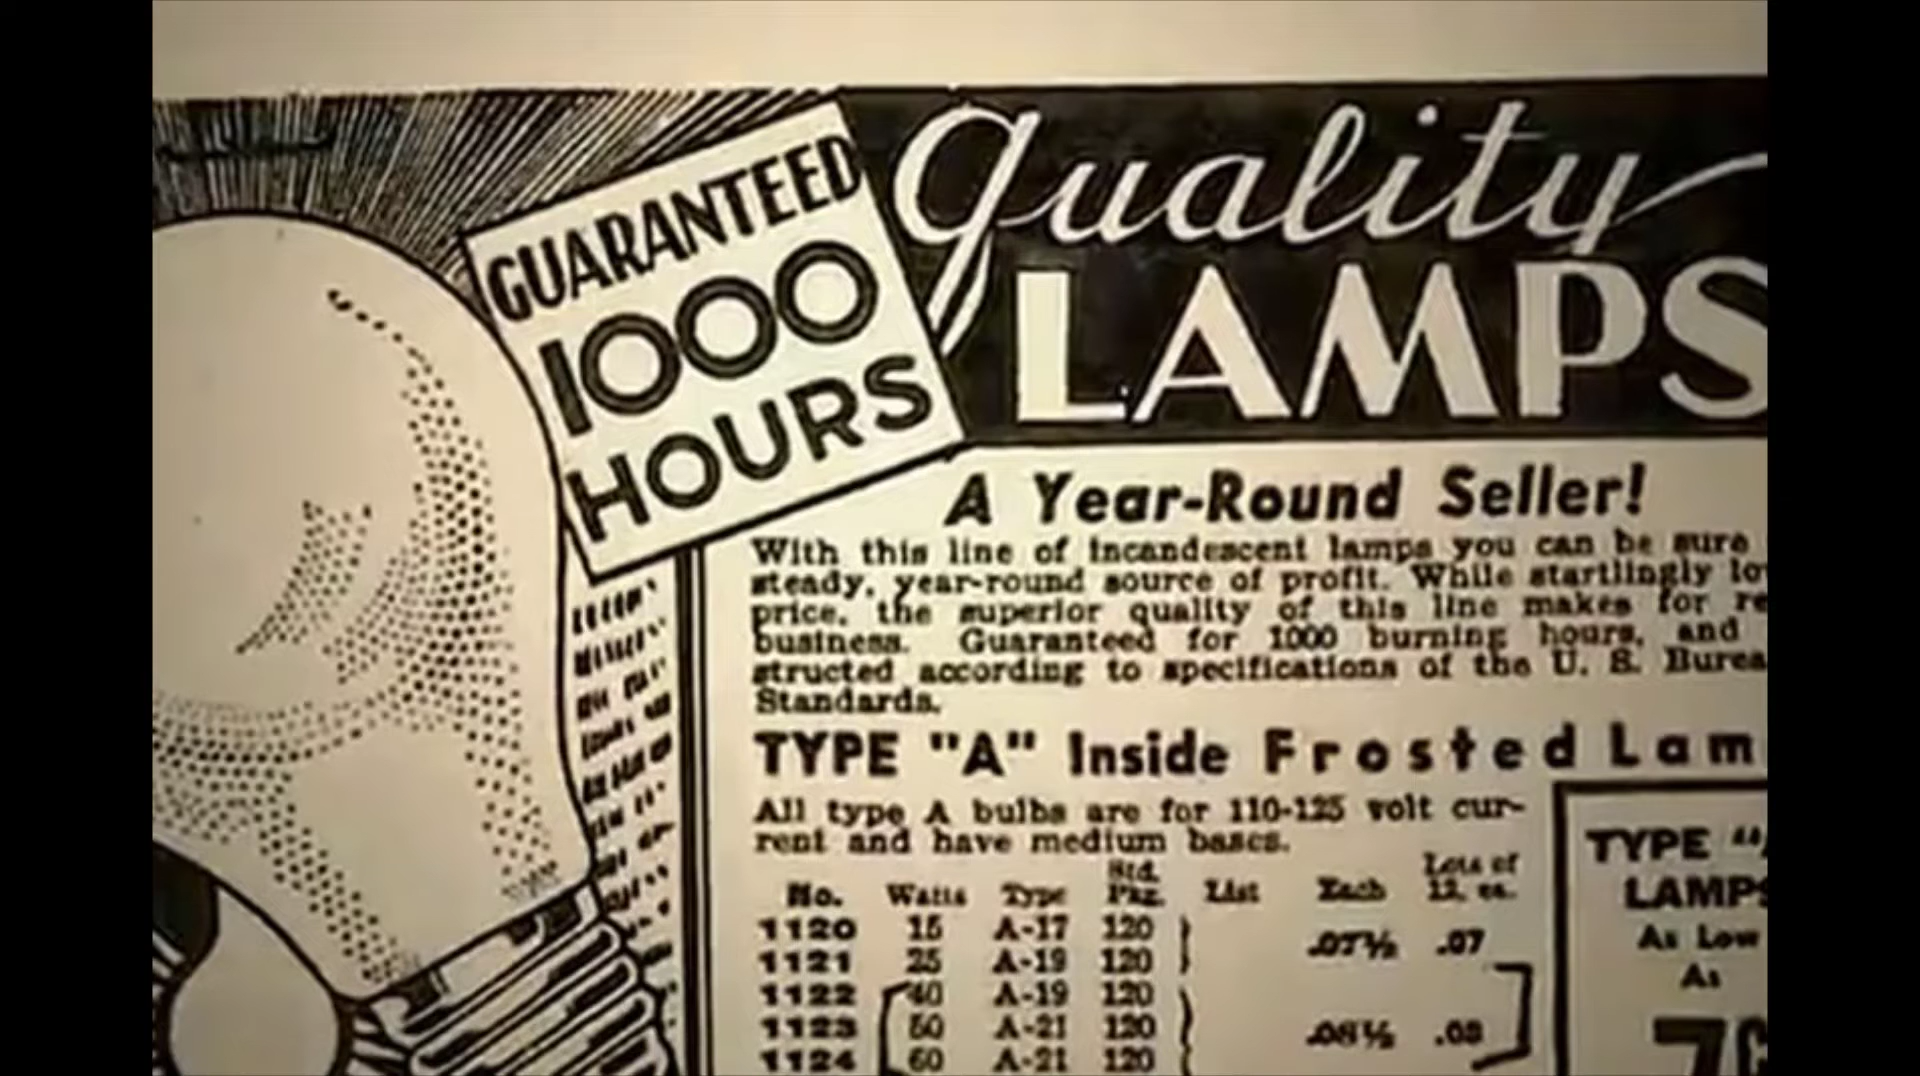 GUARANTEED
1000
HOURS
Quality
LAMPS
A Year-Round Seller!
With this line of incandescent lamps you can be sure
steady, year-round source of profit. While startlingly lo
price, the superior quality of this line makes for re
business. Guaranteed for 1000 burning hours, and
structed according to specifications of the U. S. Burea
Standards.
TYPE "A" Inside Frosted Lam
All type A bulbs are for 110-125 volt cur-
rent and have medium bases.
No. Watts Type Std. Pkg. List Each Lots of 12, ea.
1120 15 A-17 120 .07½ .07
1121 25 A-19 120
1122 40 A-19 120
1123 50 A-21 120 .08½ .08
1124 60 A-21 120
TYPE "A
LAMPS
As Low
As
7c